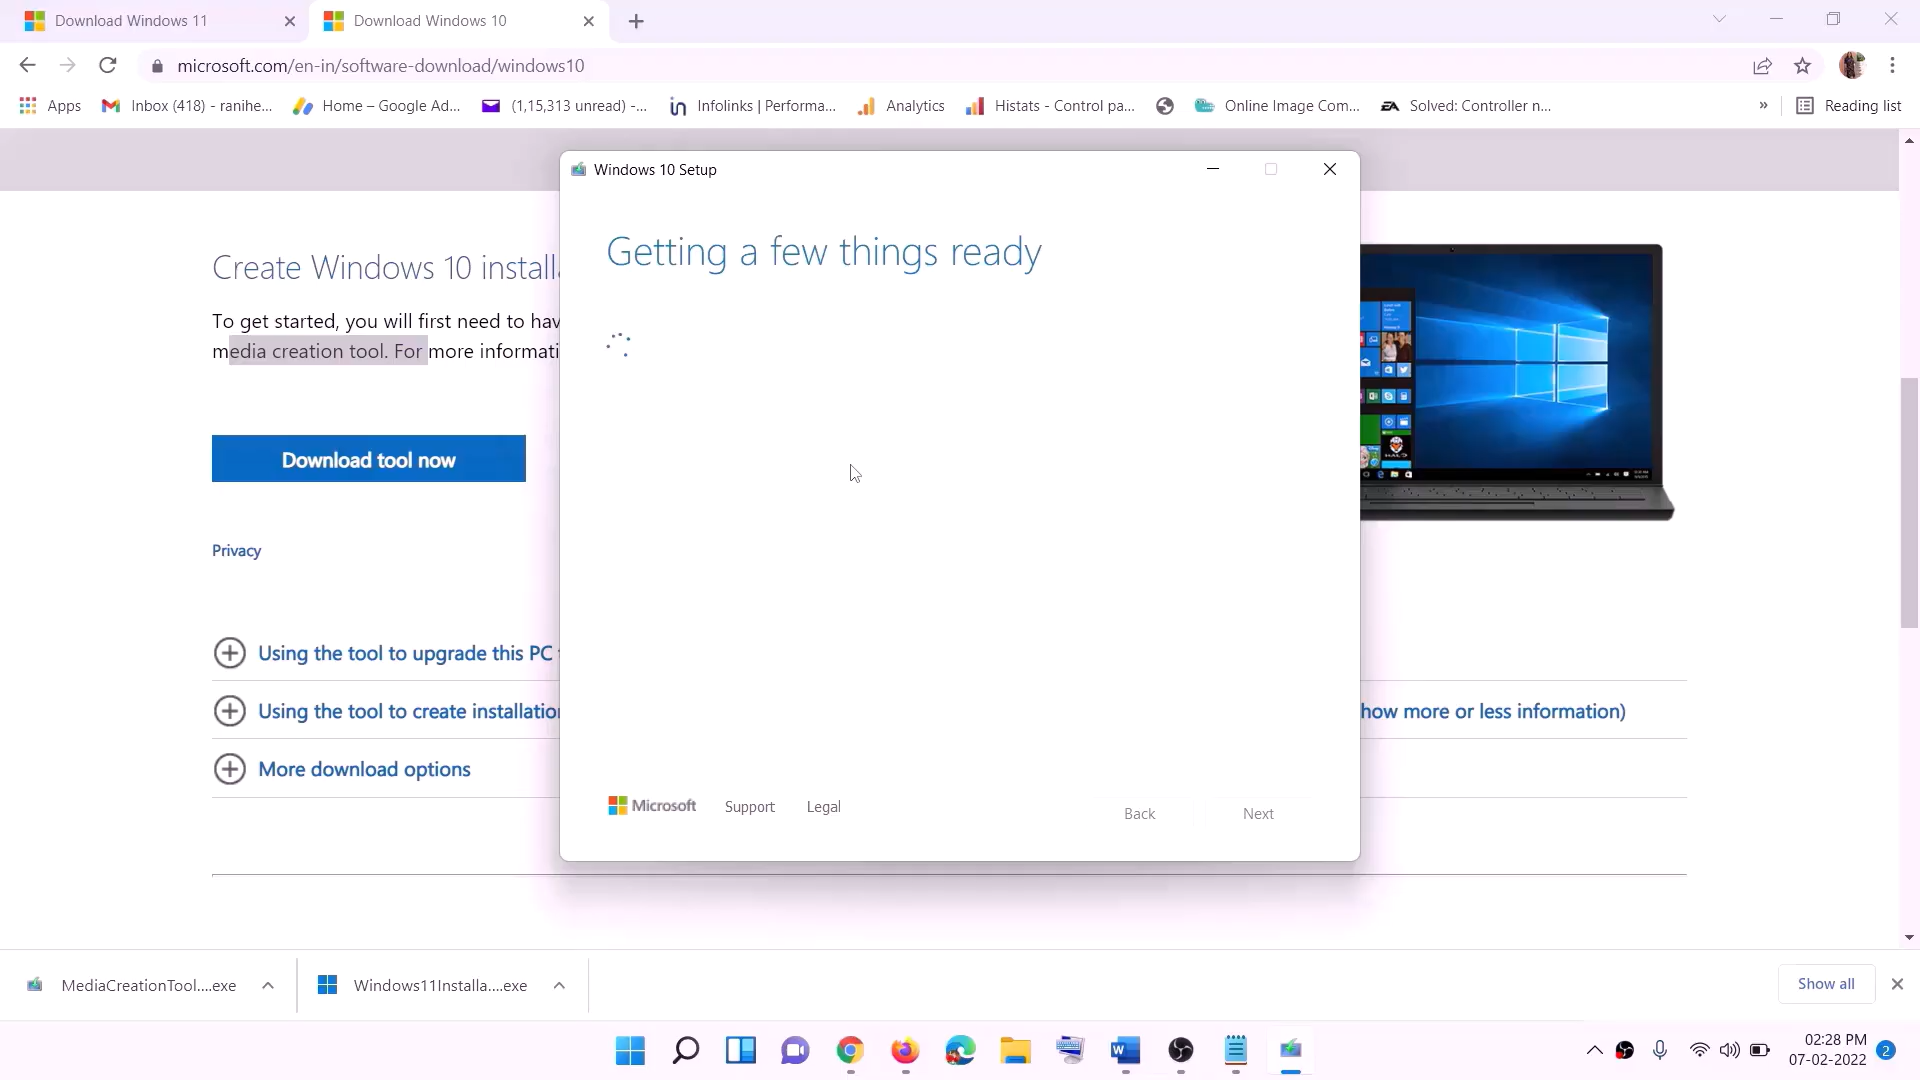 Download Windows 11
Download Windows 10
microsoft.com/en-in/software-download/windows10
Apps
Inbox (418) - ranihe...
Home – Google Ad...
(1,15,313 unread) -...
Infolinks | Performa...
Analytics
Histats - Control pa...
Online Image Com...
Solved: Controller n...
»
Reading list
Windows 10 Setup
Getting a few things ready
Create Windows 10 install
To get started, you will first need to hav
media creation tool. For more informati
Download tool now
Privacy
Using the tool to upgrade this PC
Using the tool to create installation
how more or less information)
More download options
Microsoft
Support
Legal
Back
Next
MediaCreationTool....exe
Windows11Installa....exe
Show all
02:28 PM
07-02-2022
2